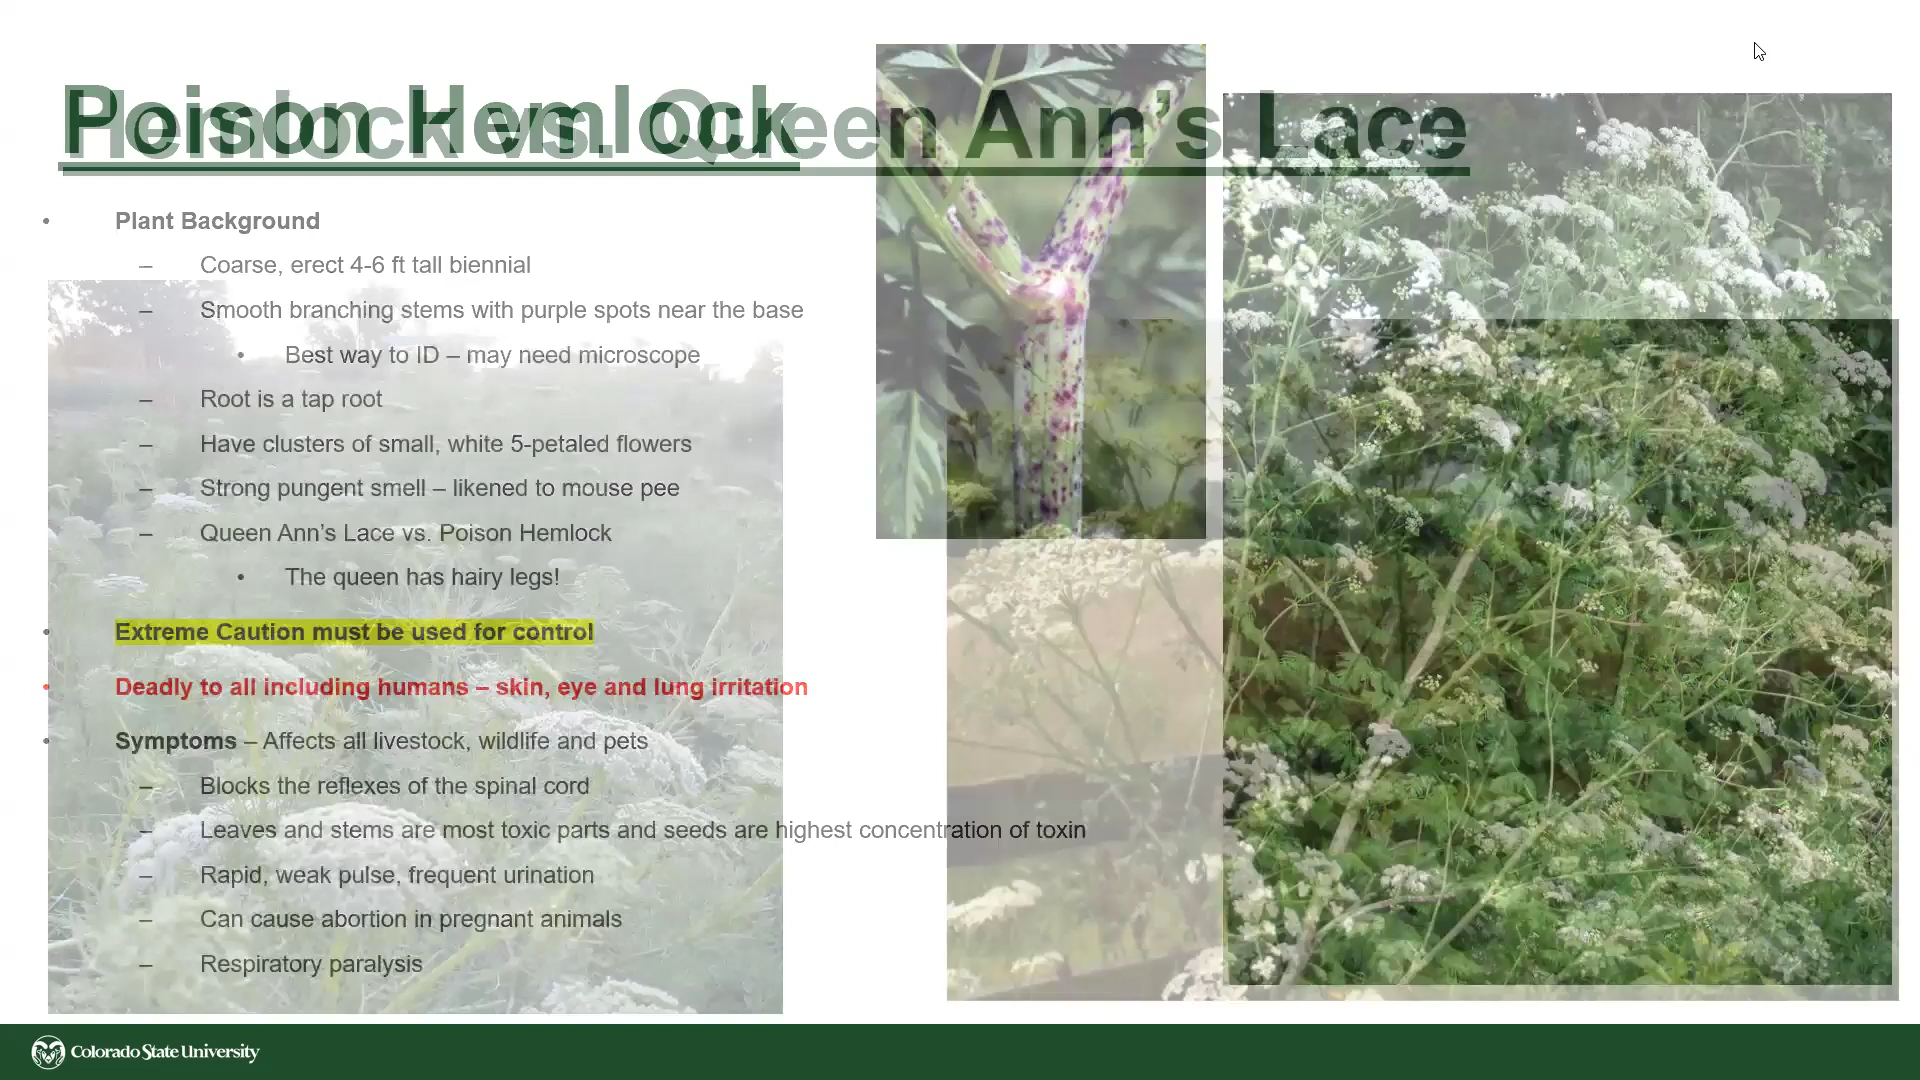 Poison Hemlock
Hemlock vs. Queen Ann's Lace
• Plant Background
– Coarse, erect 4-6 ft tall biennial
– Smooth branching stems with purple spots near the base
• Best way to ID – may need microscope
– Root is a tap root
– Have clusters of small, white 5-petaled flowers
– Strong pungent smell – likened to mouse pee
– Queen Ann's Lace vs. Poison Hemlock
• The queen has hairy legs!
• Extreme Caution must be used for control
• Deadly to all including humans – skin, eye and lung irritation
• Symptoms – Affects all livestock, wildlife and pets
– Blocks the reflexes of the spinal cord
– Leaves and stems are most toxic parts and seeds are highest concentration of toxin
– Rapid, weak pulse, frequent urination
– Can cause abortion in pregnant animals
– Respiratory paralysis
Colorado State University